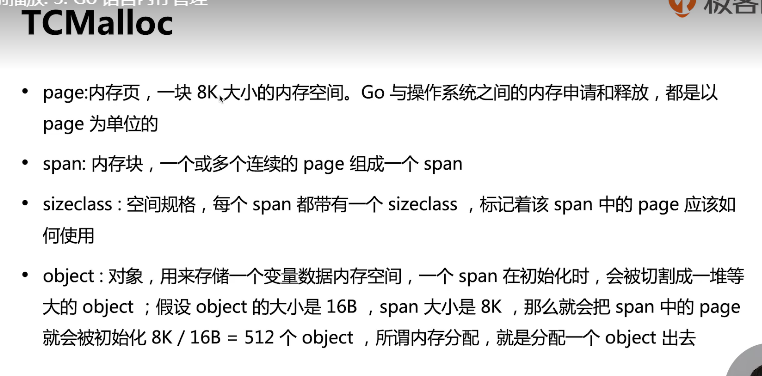 制播放: 5. Go 语言内存管理
TCMalloc
极客
• page:内存页，一块 8K 大小的内存空间。Go 与操作系统之间的内存申请和释放，都是以
page 为单位的
• span: 内存块，一个或多个连续的 page 组成一个 span
• sizeclass : 空间规格，每个 span 都带有一个 sizeclass ，标记着该 span 中的 page 应该如
何使用
• object : 对象，用来存储一个变量数据内存空间，一个 span 在初始化时，会被切割成一堆等
大的 object ；假设 object 的大小是 16B ，span 大小是 8K ，那么就会把 span 中的 page
就会被初始化 8K / 16B = 512 个 object ，所谓内存分配，就是分配一个 object 出去